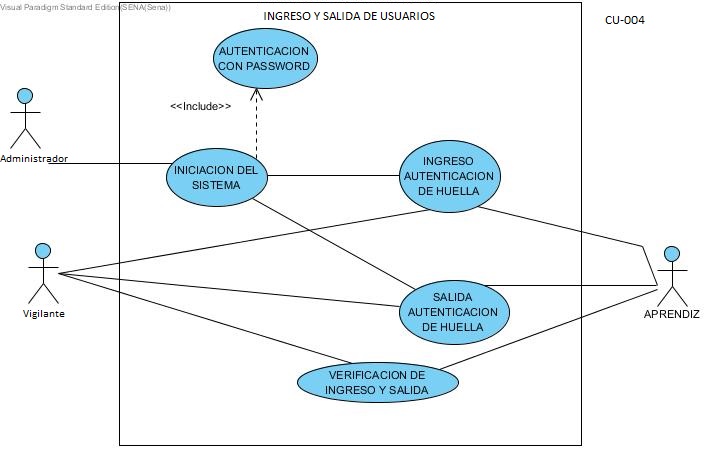 Visual Paradigm Standard Edition(SENA(Sena))
INGRESO Y SALIDA DE USUARIOS
CU-004
AUTENTICACION
CON PASSWORD
<<Include>>
Administrador
INICIACION DEL
SISTEMA
INGRESO
AUTENTICACION
DE HUELLA
Vigilante
SALIDA
AUTENTICACION
DE HUELLA
APRENDIZ
VERIFICACION DE
INGRESO Y SALIDA